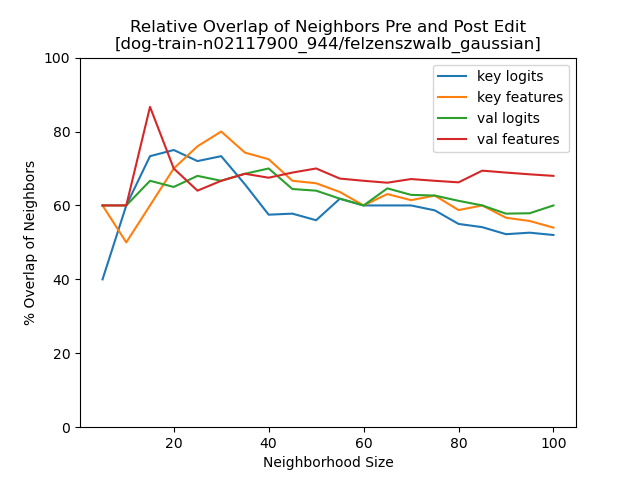 Relative Overlap of Neighbors Pre and Post Edit
[dog-train-n02117900_944/felzenszwalb_gaussian]
key logits
key features
val logits
val features
% Overlap of Neighbors
100
80
60
40
20
0
20 40 60 80 100
Neighborhood Size